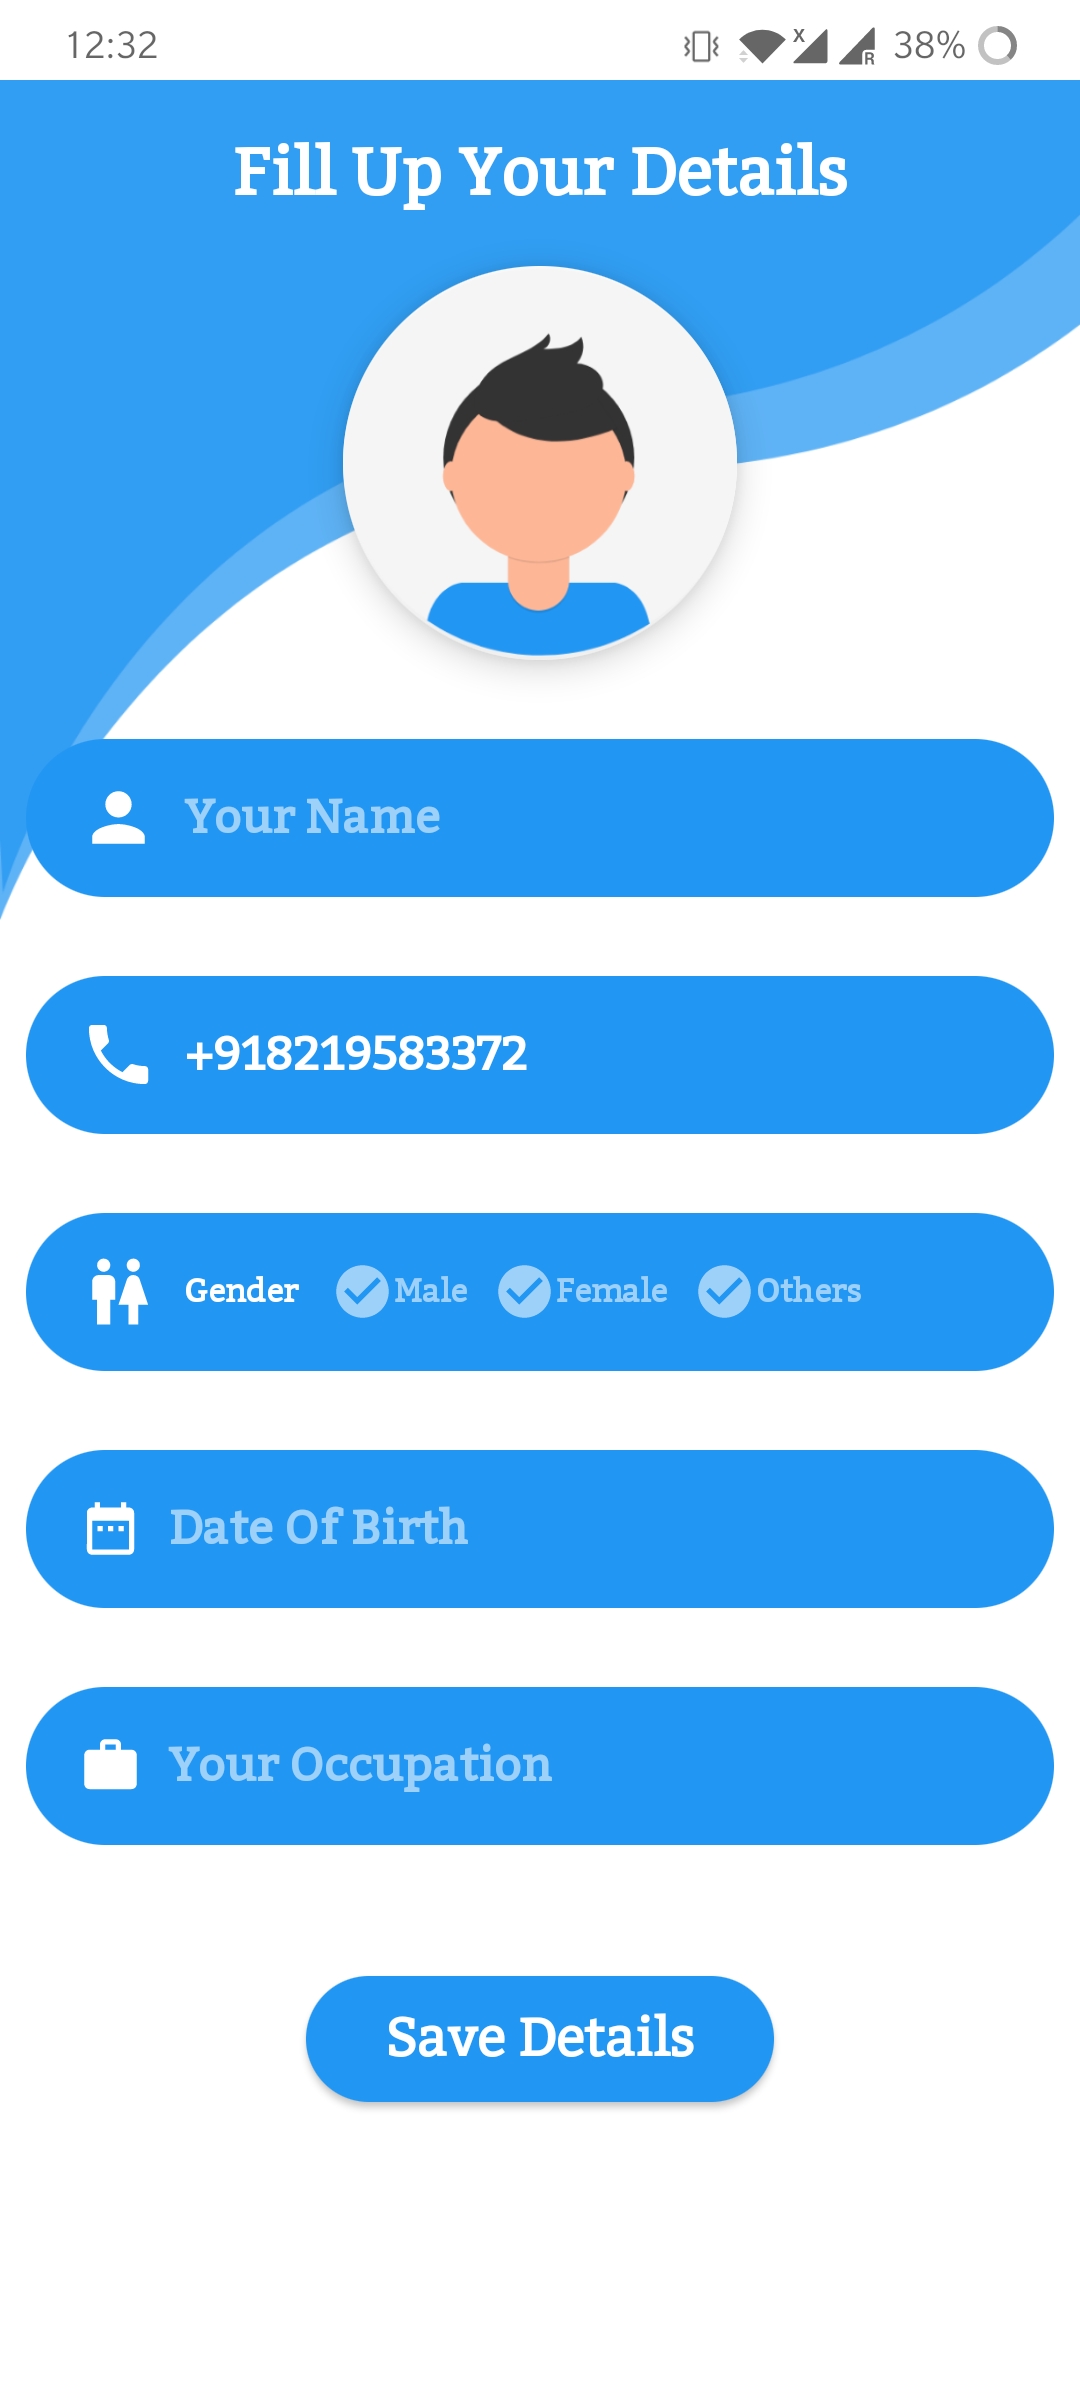 12:32 X R 38%
Fill Up Your Details
Your Name
+918219583372
Gender Male Female Others
Date Of Birth
Your Occupation
Save Details